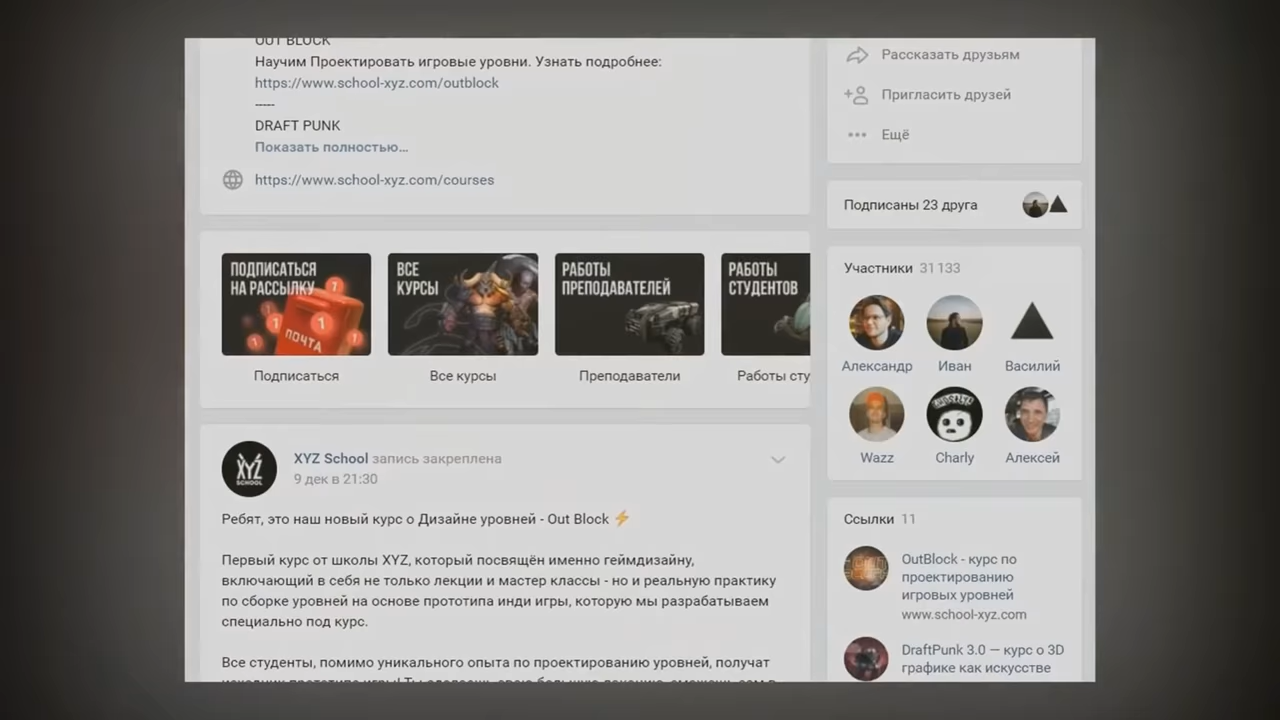 OUT BLOCK
Научим Проектировать игровые уровни. Узнать подробнее:
https://www.school-xyz.com/outblock
-----
DRAFT PUNK
Показать полностью...
https://www.school-xyz.com/courses
ПОДПИСАТЬСЯ
НА РАССЫЛКУ
1
1
1
1
1
ПОЧТА
Подписаться
ВСЕ
КУРСЫ
Все курсы
РАБОТЫ
ПРЕПОДАВАТЕЛЕЙ
Преподаватели
РАБОТЫ
СТУДЕНТОВ
Работы сту
XYZ
SCHOOL
XYZ School запись закреплена
9 дек в 21:30
Ребят, это наш новый курс о Дизайне уровней - Out Block ⚡
Первый курс от школы XYZ, который посвящён именно геймдизайну,
включающий в себя не только лекции и мастер классы - но и реальную практику
по сборке уровней на основе прототипа инди игры, которую мы разрабатываем
специально под курс.
Все студенты, помимо уникального опыта по проектированию уровней, получат
Рассказать друзьям
Пригласить друзей
Ещё
Подписаны 23 друга
Участники 31 133
Александр
Иван
Василий
Wazz
Charly
Алексей
Ссылки 11
OutBlock - курс по
проектированию
игровых уровней
www.school-xyz.com
DraftPunk 3.0 — курс о 3D
графике как искусстве